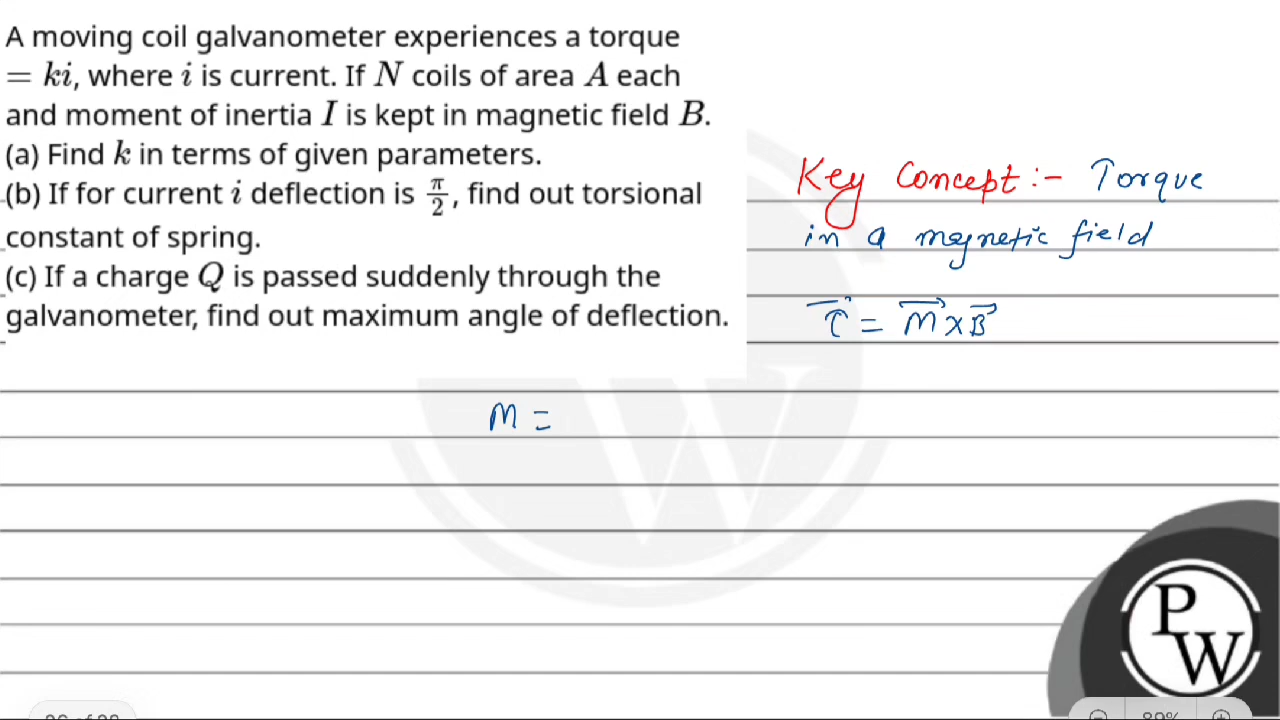 A moving coil galvanometer experiences a torque
= ki, where i is current. If N coils of area A each
and moment of inertia I is kept in magnetic field B.
(a) Find k in terms of given parameters.
(b) If for current i deflection is π/2, find out torsional
constant of spring.
(c) If a charge Q is passed suddenly through the
galvanometer, find out maximum angle of deflection.
Key Concept :- Torque
in a magnetic field
τ⃗ = M⃗ × B⃗
M =
P
W